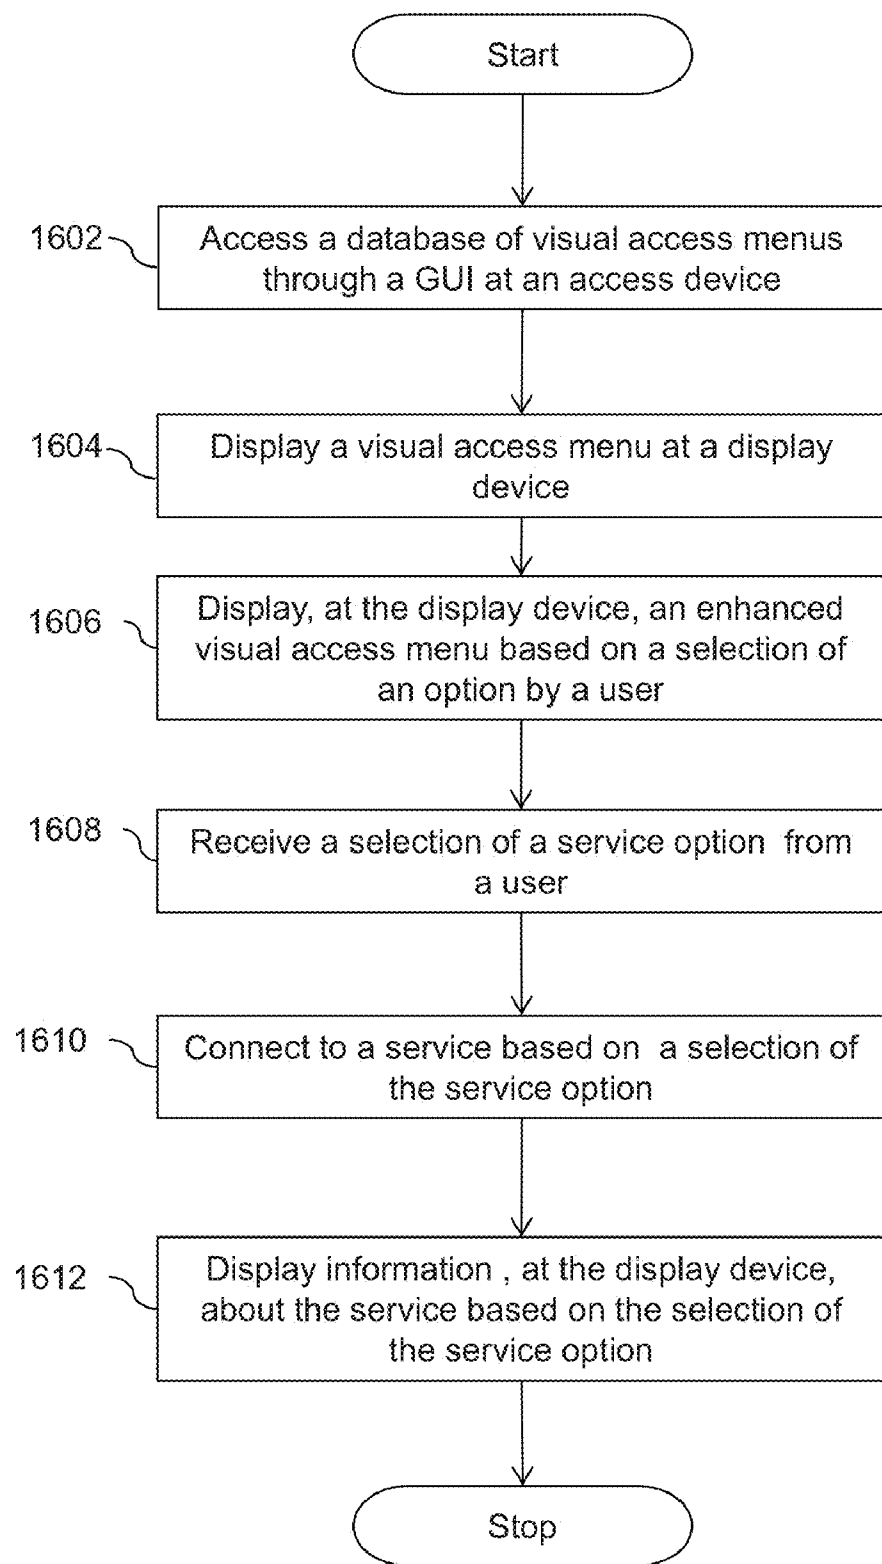 Start
1602
Access a database of visual access menus
through a GUI at an access device
1604
Display a visual access menu at a display
device
1606
Display, at the display device, an enhanced
visual access menu based on a selection of
an option by a user
1608
Receive a selection of a service option from
a user
1610
Connect to a service based on a selection of
the service option
1612
Display information , at the display device,
about the service based on the selection of
the service option
Stop